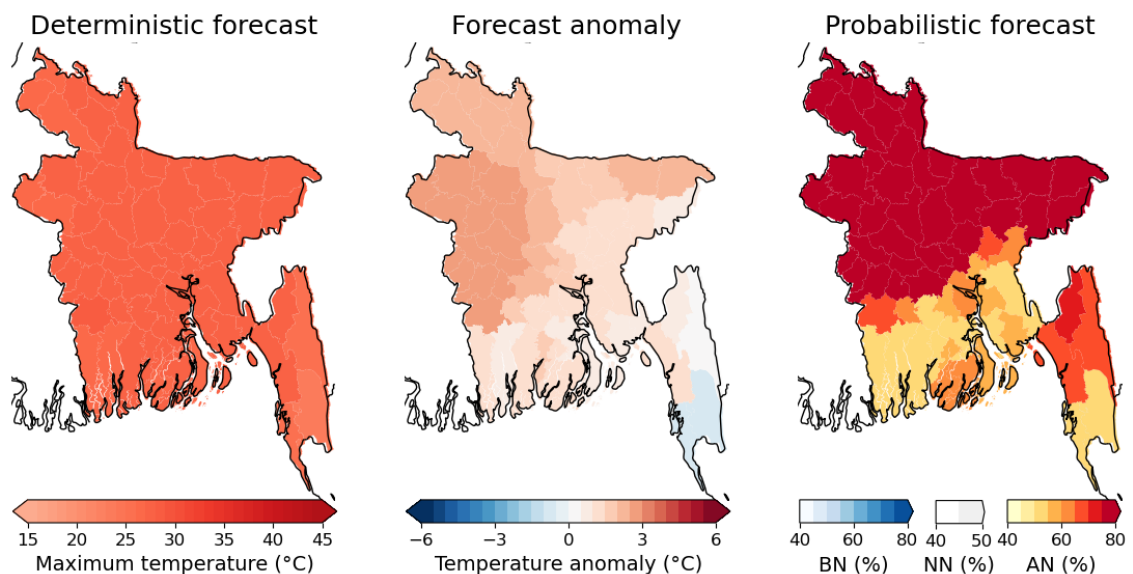 Deterministic forecast
Forecast anomaly
Probabilistic forecast
15 20 25 30 35 40 45
Maximum temperature (°C)
−6 −3 0 3 6
Temperature anomaly (°C)
40 60 80
BN (%)
40 50
NN (%)
40 60 80
AN (%)